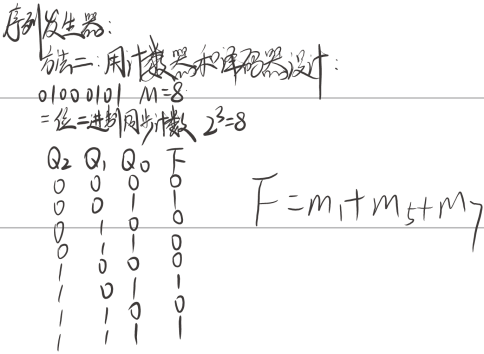 序列发生器:
方法二:用计数器和译码器设计:
01000101 M=8
三位二进制同步计数 2³=8
Q₂ Q₁ Q₀ F
0 0 0 0
0 0 1 1
0 1 0 0
0 1 1 0
1 0 0 0
1 0 1 1
1 1 0 0
1 1 1 1
F=m₁+m₅+m₇